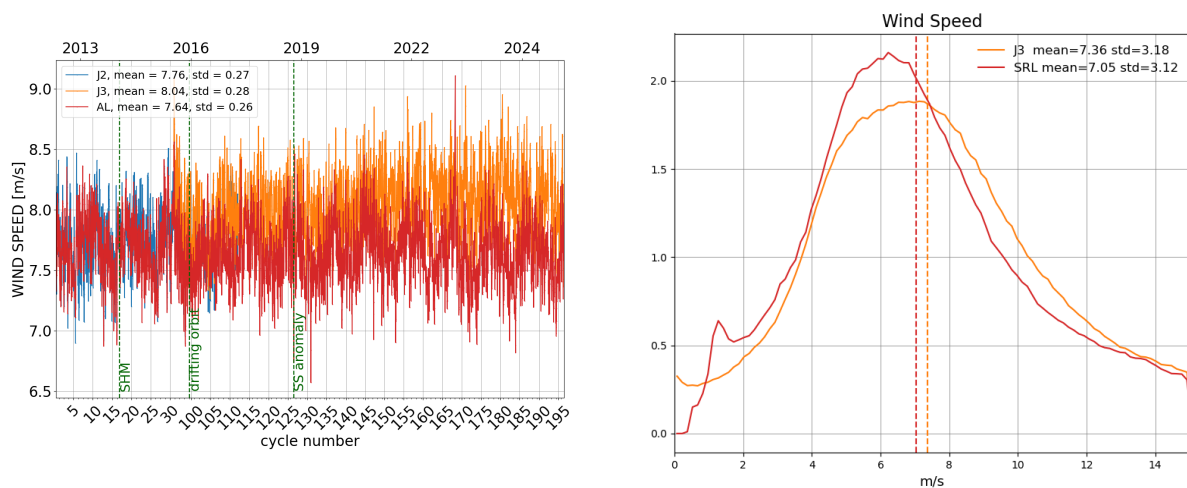 2013 2016 2019 2022 2024
J2, mean = 7.76, std = 0.27
J3, mean = 8.04, std = 0.28
AL, mean = 7.64, std = 0.26
WIND SPEED [m/s]
9.0
8.5
8.0
7.5
7.0
6.5
SHM
drifting orbit
SS anomaly
5 10 15 20 25 30 100 105 110 115 120 125 130 135 140 145 150 155 160 165 170 175 180 185 190 195
cycle number
Wind Speed
J3 mean=7.36 std=3.18
SRL mean=7.05 std=3.12
2.0
1.5
1.0
0.5
0.0
0 2 4 6 8 10 12 14
m/s